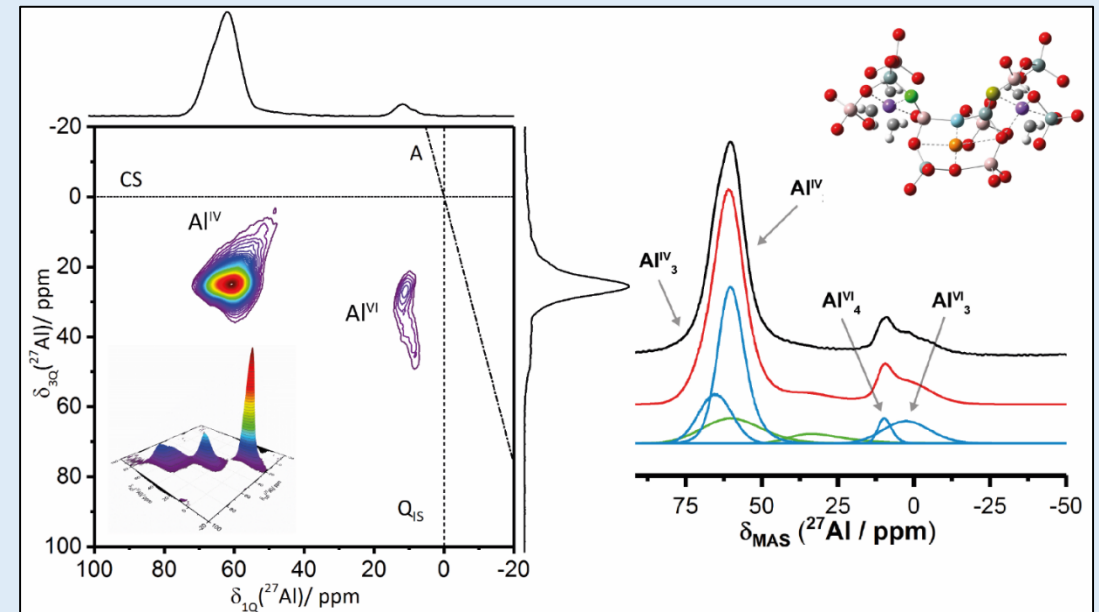 -20
0
20
40
60
80
100
δ3Q(27Al)/ ppm
A
CS
AlIV
AlVI
QIS
100 80 60 40 20 0 -20
δ1Q(27Al)/ ppm
AlIV
AlIV3
AlVI4
AlVI3
75 50 25 0 -25 -50
δMAS (27Al / ppm)